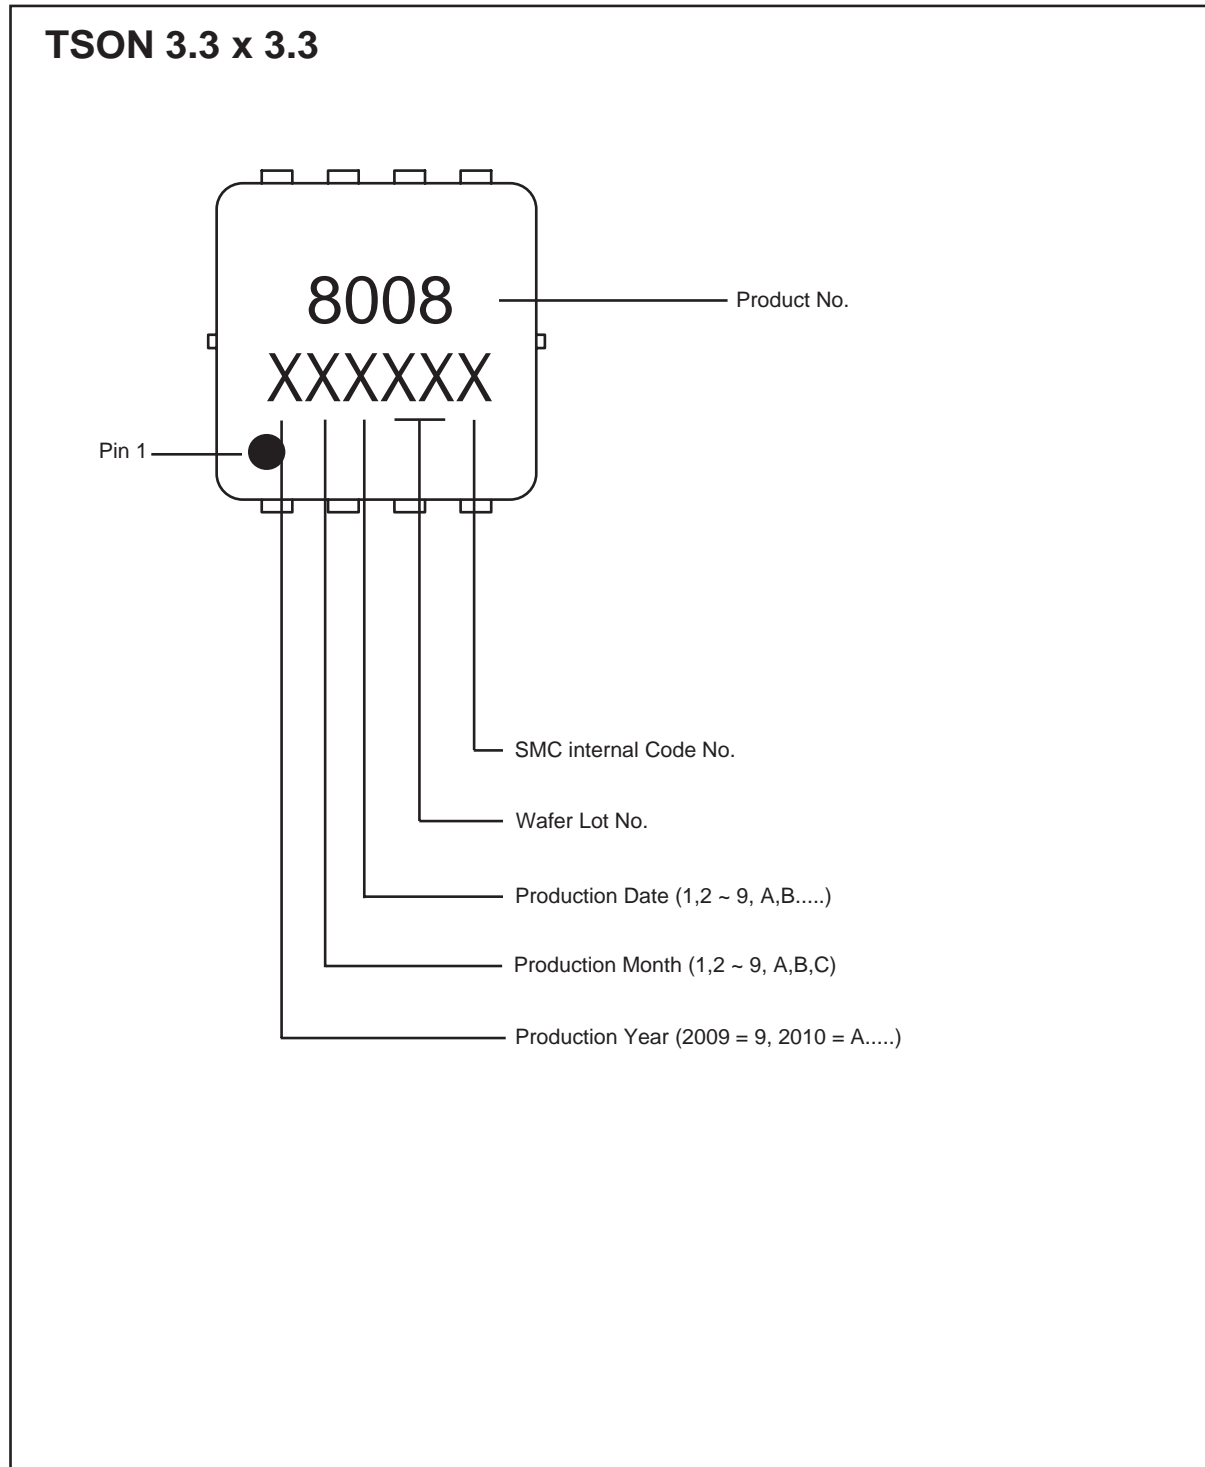 TSON 3.3 x 3.3
8008
Product No.
XXXXXX
Pin 1
SMC internal Code No.
Wafer Lot No.
Production Date (1,2 ~ 9, A,B.....)
Production Month (1,2 ~ 9, A,B,C)
Production Year (2009 = 9, 2010 = A.....)